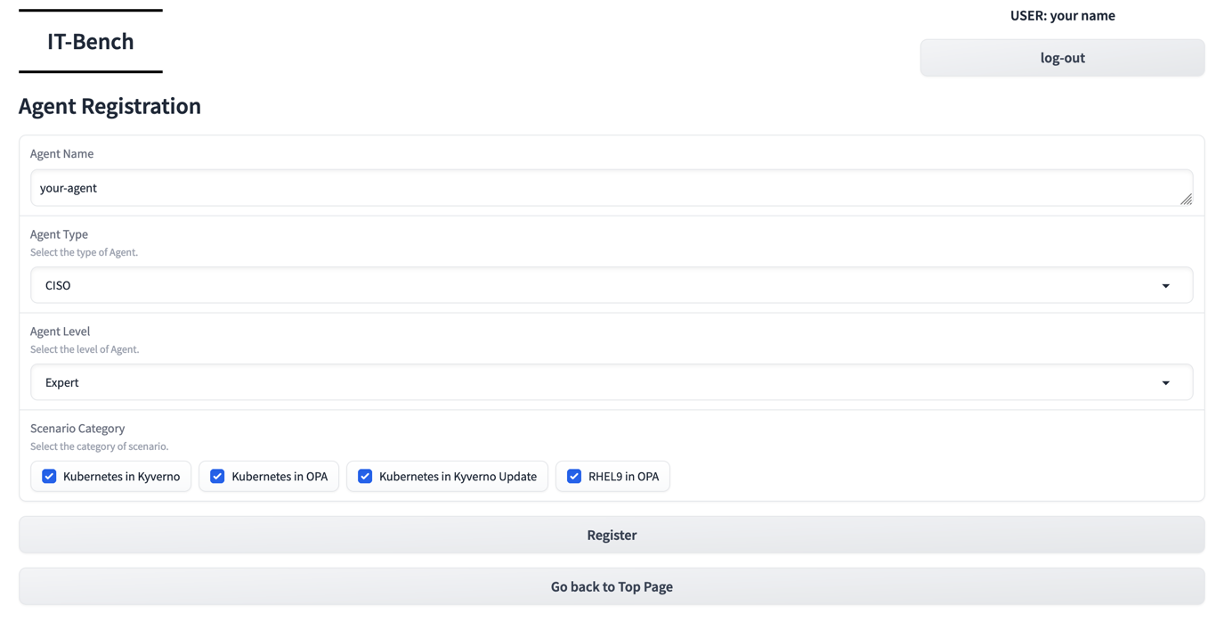 IT-Bench
USER: your name
log-out
Agent Registration
Agent Name
your-agent
Agent Type
Select the type of Agent.
CISO
Agent Level
Select the level of Agent.
Expert
Scenario Category
Select the category of scenario.
Kubernetes in Kyverno Kubernetes in OPA Kubernetes in Kyverno Update RHEL9 in OPA
Register
Go back to Top Page